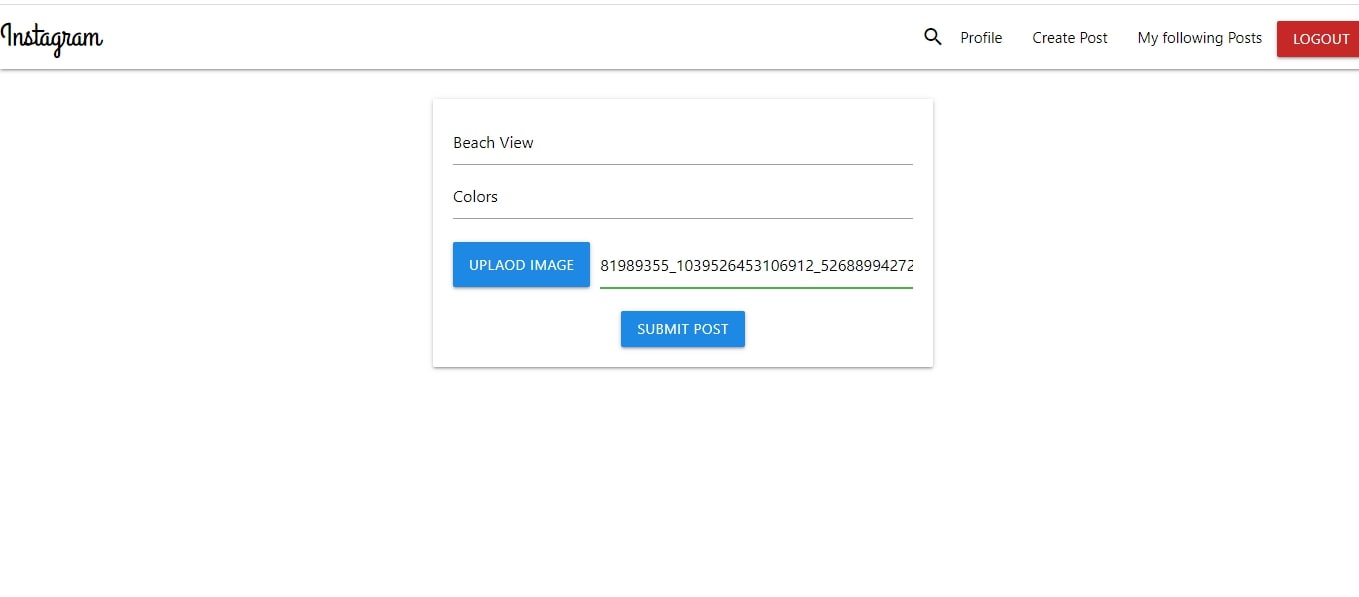 Instagram
Profile Create Post My following Posts LOGOUT
Beach View
Colors
UPLAOD IMAGE 81989355_1039526453106912_52688994272
SUBMIT POST